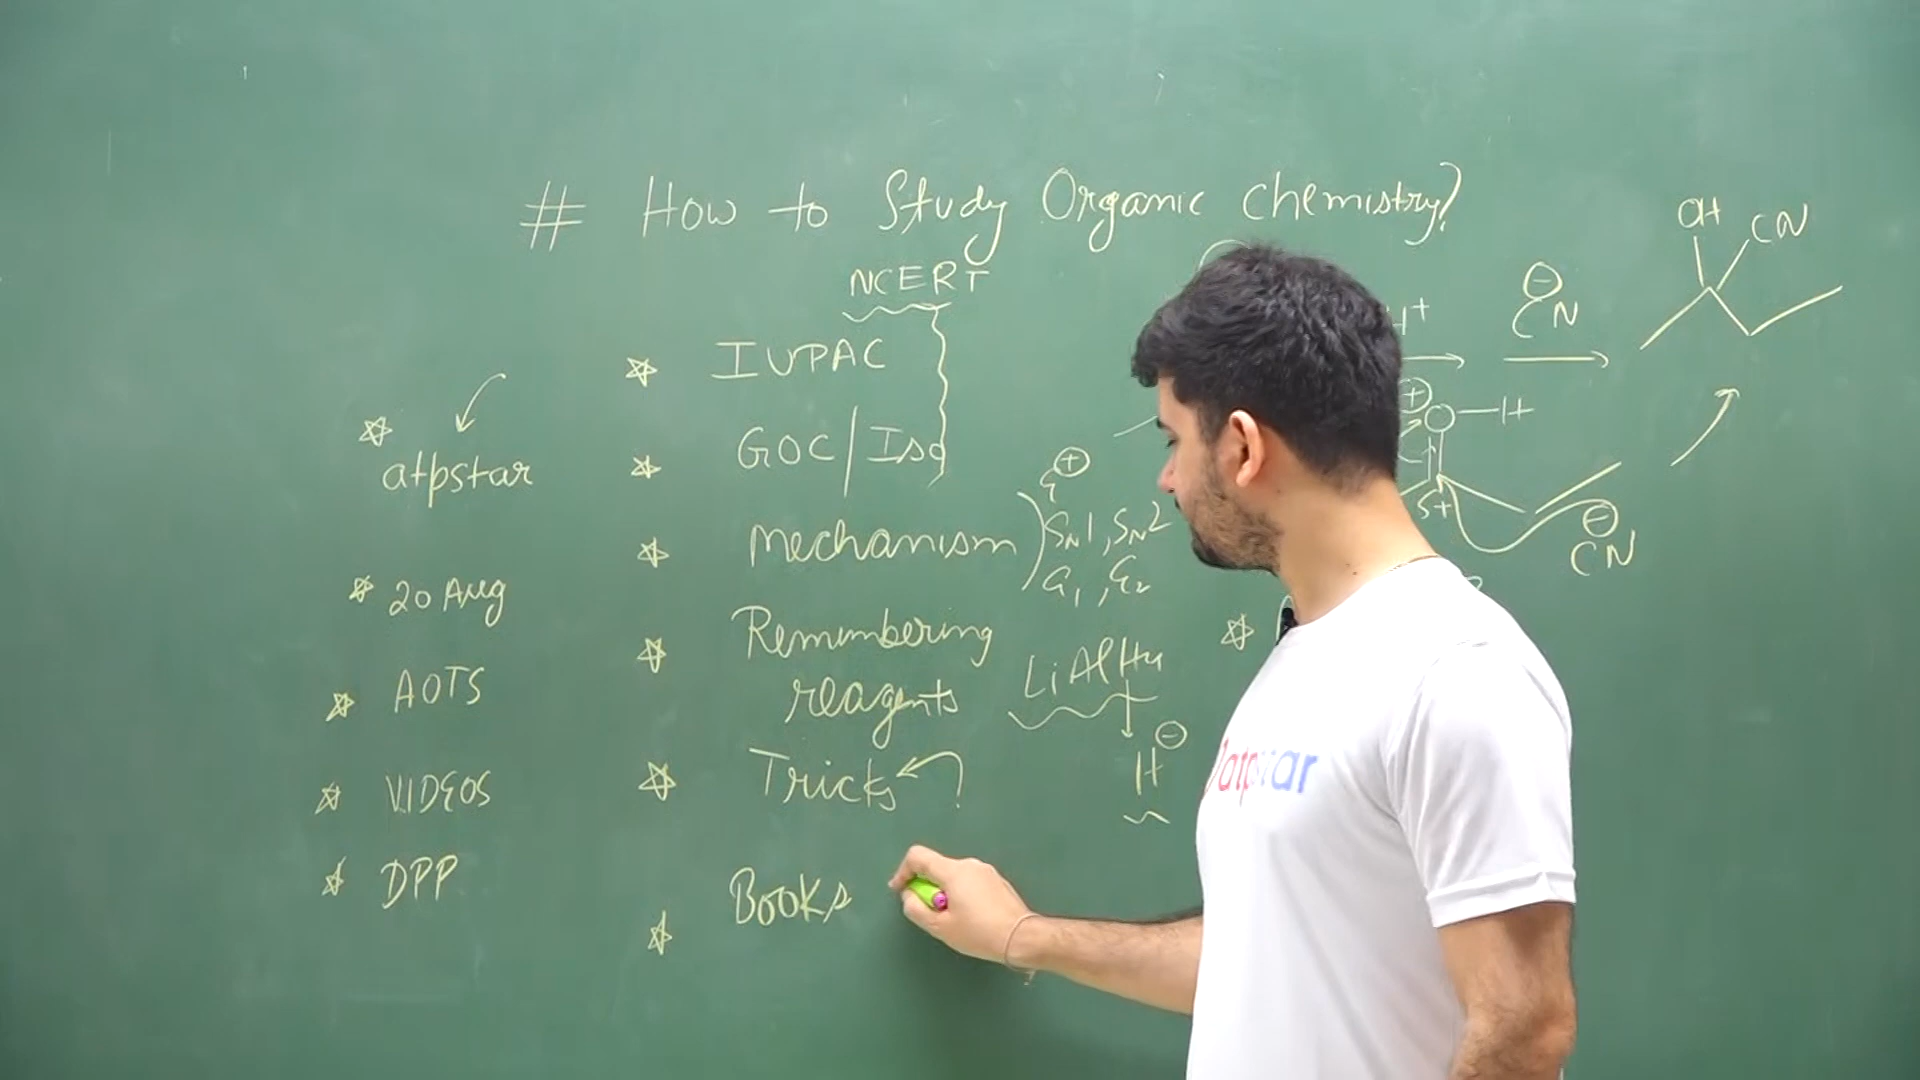 # How to Study Organic Chemistry?
NCERT
IUPAC
GOC/Iso
Mechanism
E⊕
SN1, SN2
E1, E2
Remembering
reagents
LiAlH4
H⊖
Tricks ?
Books
atpstar
20 Aug
AOTS
VIDEOS
DPP
H+
⊖
CN
OH CN
⊕
O-H
δ+
⊖
CN
atpstar